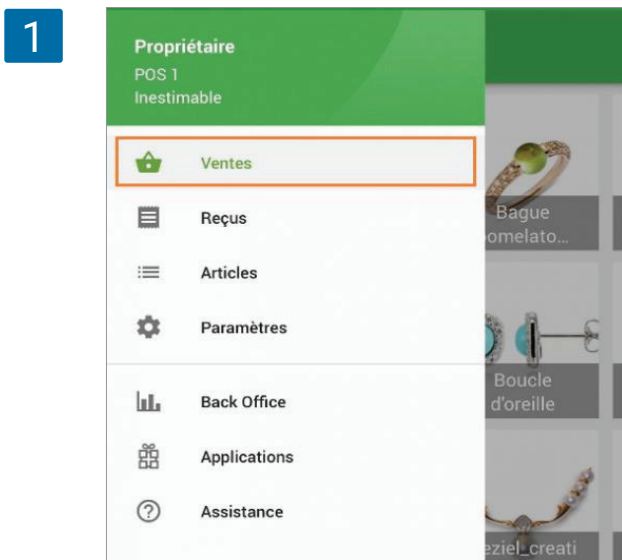 1
Propriétaire
POS 1
Inestimable
Ventes
Reçus
Articles
Paramètres
Back Office
Applications
Assistance
Bague
omelato...
Boucle
d'oreille
eziel_creati